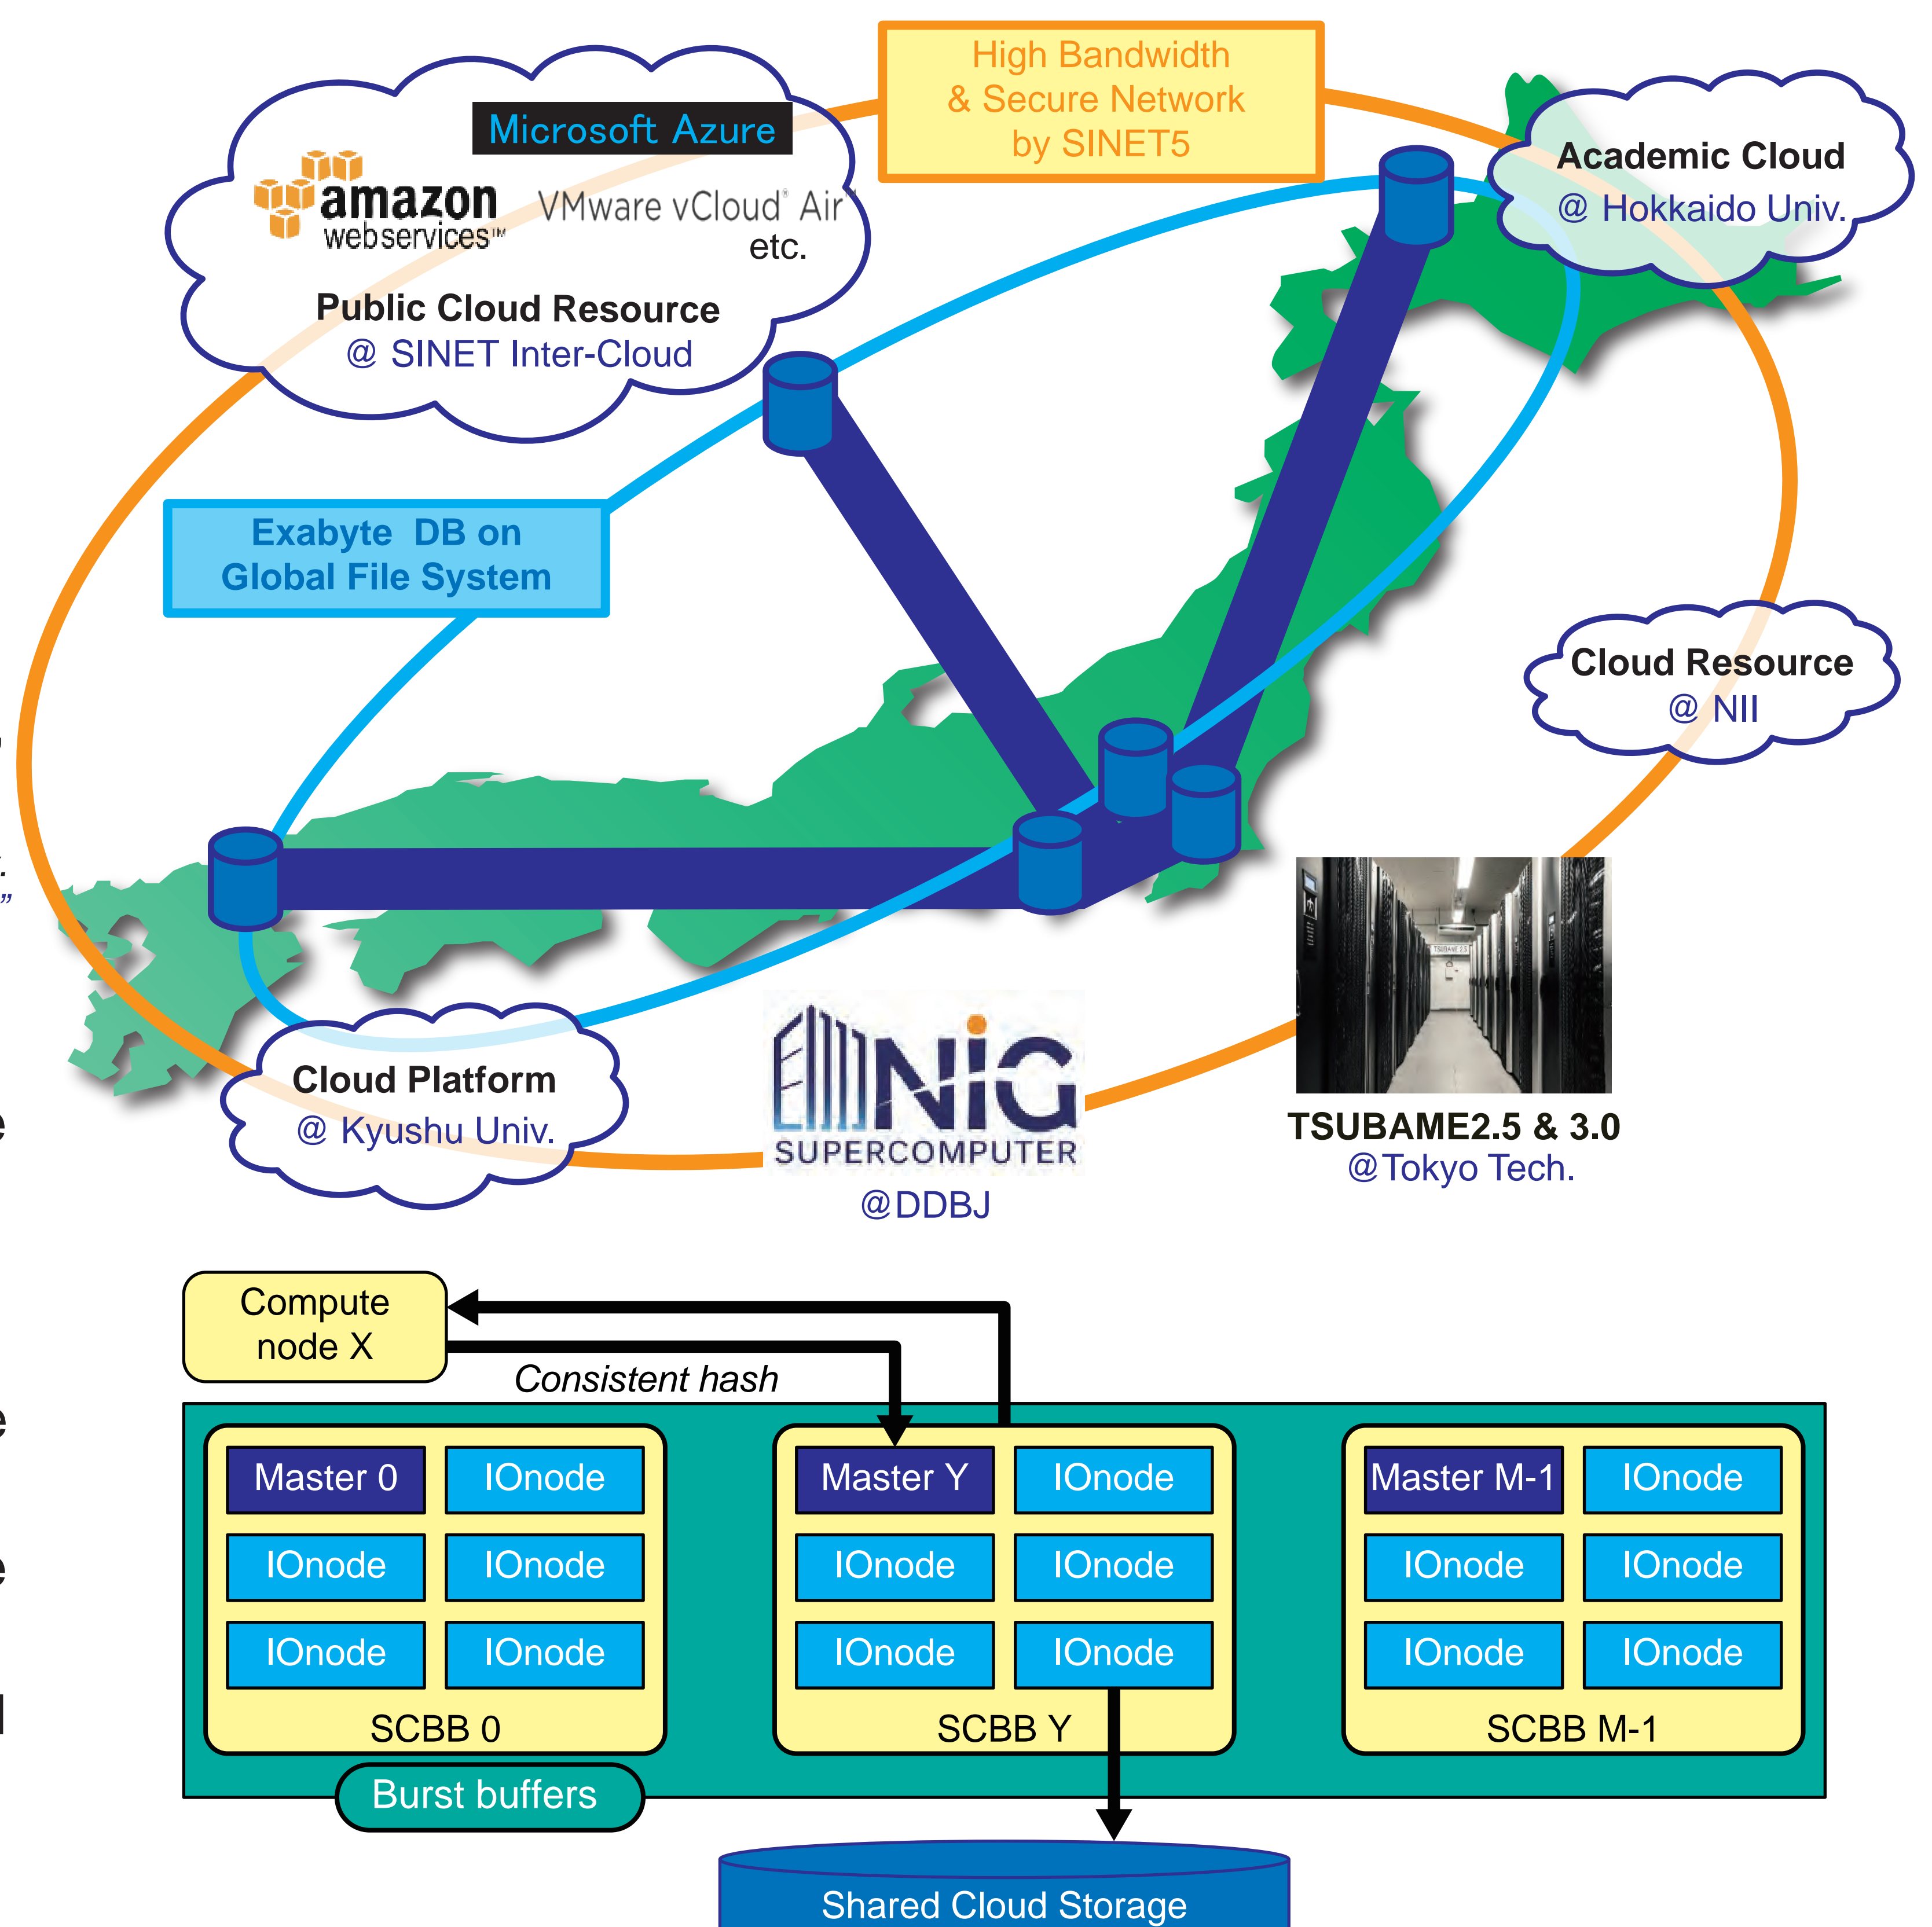 High Bandwidth
& Secure Network
by SINET5
Microsoft Azure
amazon
webservices™
VMware vCloud® Air
etc.
Public Cloud Resource
@ SINET Inter-Cloud
Academic Cloud
@ Hokkaido Univ.
Exabyte DB on
Global File System
Cloud Resource
@ NII
Cloud Platform
@ Kyushu Univ.
NiG
SUPERCOMPUTER
@DDBJ
TSUBAME 2.5
TSUBAME2.5 & 3.0
@Tokyo Tech.
Compute
node X
Consistent hash
Master 0 IOnode
IOnode IOnode
IOnode IOnode
SCBB 0
Master Y IOnode
IOnode IOnode
IOnode IOnode
SCBB Y
Master M-1 IOnode
IOnode IOnode
IOnode IOnode
SCBB M-1
Burst buffers
Shared Cloud Storage